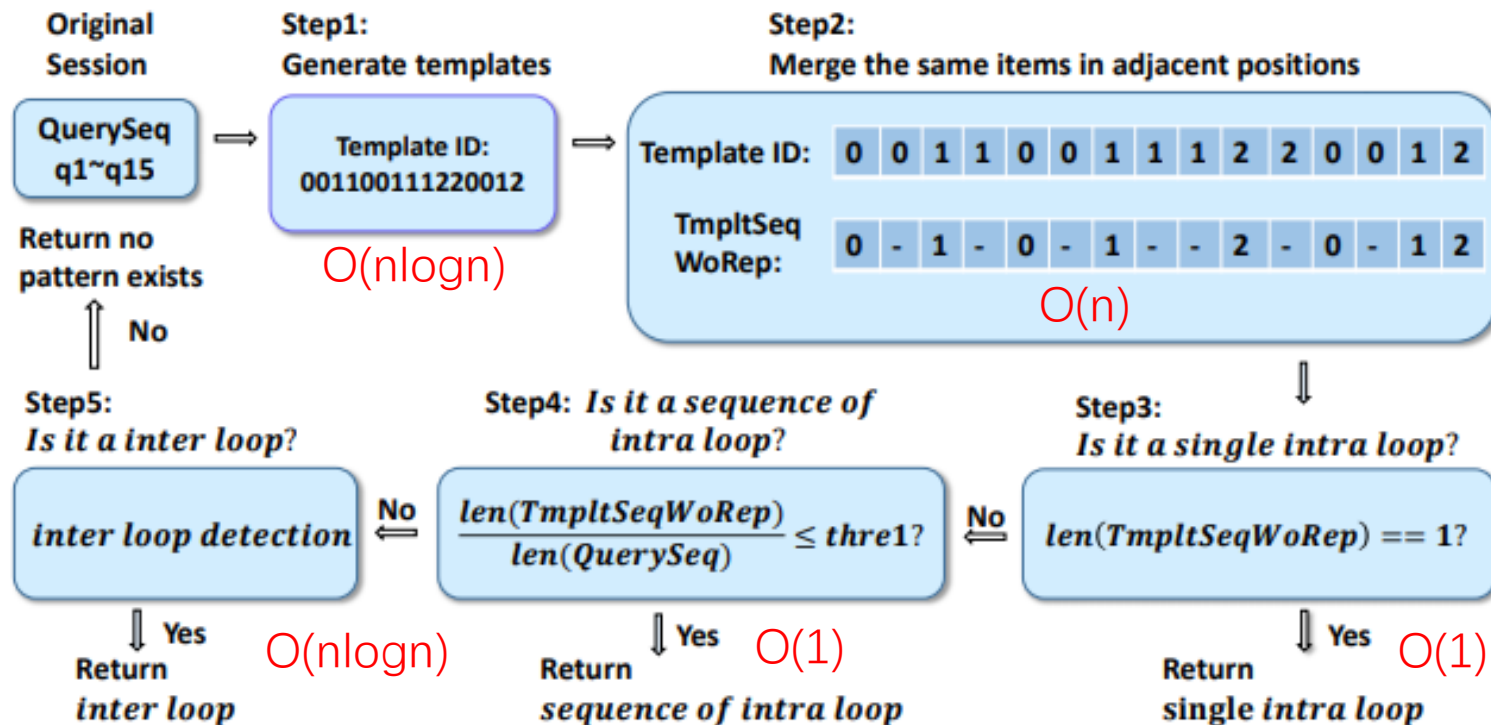 Original
Session
QuerySeq
q1~q15
Step1:
Generate templates
Template ID:
001100111220012
O(nlogn)
Step2:
Merge the same items in adjacent positions
Template ID: 0 0 1 1 0 0 1 1 1 2 2 0 0 1 2
TmpltSeq
WoRep:
0 - 1 - 0 - 1 - - 2 - 0 - 1 2
O(n)
Step3:
Is it a single intra loop?
len(TmpltSeqWoRep) == 1?
Yes
O(1)
Return
single intra loop
No
Step4: Is it a sequence of
intra loop?
len(TmpltSeqWoRep)
len(QuerySeq)
≤ thre1?
Yes
O(1)
Return
sequence of intra loop
No
Step5:
Is it a inter loop?
inter loop detection
Yes
O(nlogn)
Return
inter loop
No
Return no
pattern exists